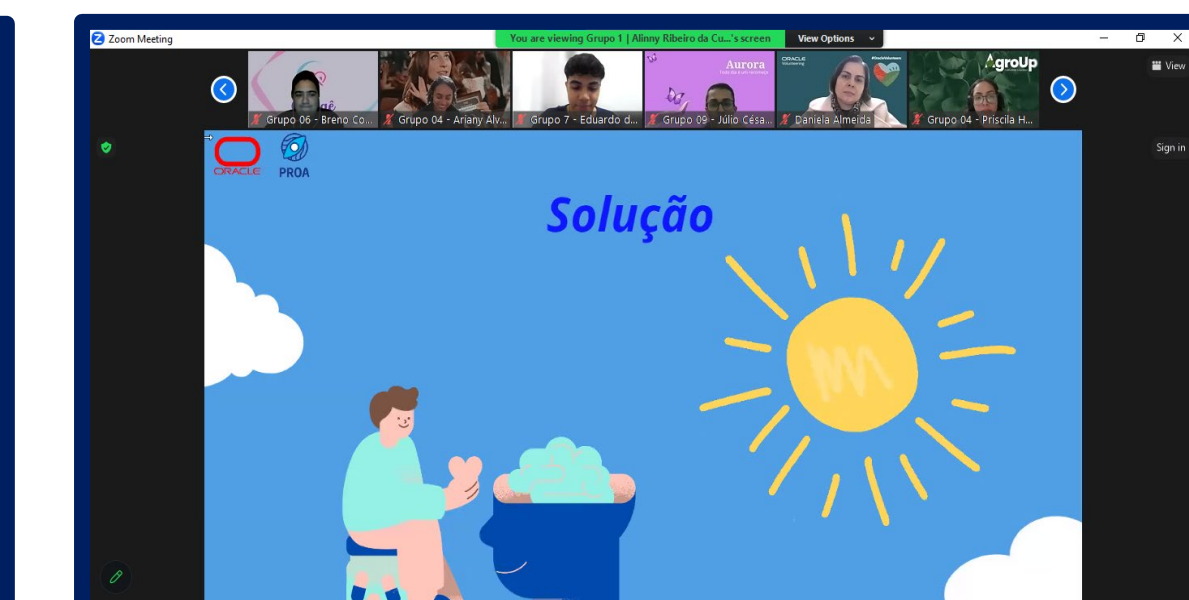 Zoom Meeting
You are viewing Grupo 1 | Alinny Ribeiro da Cu...'s screen
View Options
View
Sign in
Aurora
ORACLE
AgroUp
Grupo 06 - Breno Co...
Grupo 04 - Ariany Alv...
Grupo 7 - Eduardo d...
Grupo 09 - Júlio Césa...
Daniela Almeida
Grupo 04 - Priscila H...
ORACLE
PROA
Solução